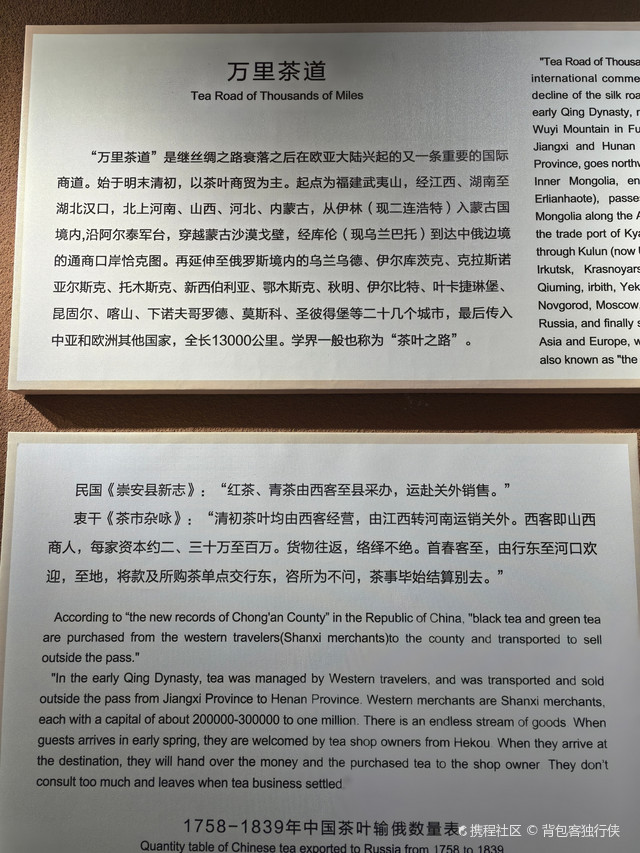 万里茶道
Tea Road of Thousands of Miles
“万里茶道”是继丝绸之路衰落之后在欧亚大陆兴起的又一条重要的国际
商道。始于明末清初，以茶叶商贸为主。起点为福建武夷山，经江西、湖南至
湖北汉口，北上河南、山西、河北、内蒙古，从伊林（现二连浩特）入蒙古国
境内,沿阿尔泰军台，穿越蒙古沙漠戈壁，经库伦（现乌兰巴托）到达中俄边境
的通商口岸恰克图。再延伸至俄罗斯境内的乌兰乌德、伊尔库茨克、克拉斯诺
亚尔斯克、托木斯克、新西伯利亚、鄂木斯克、秋明、伊尔比特、叶卡捷琳堡、
昆固尔、喀山、下诺夫哥罗德、莫斯科、圣彼得堡等二十几个城市，最后传入
中亚和欧洲其他国家，全长13000公里。学界一般也称为“茶叶之路”。
"Tea Road of Thousa
international comme
decline of the silk roa
early Qing Dynasty,
Wuyi Mountain in Fu
Jiangxi and Hunan
Province, goes northw
Inner Mongolia, en
Erlianhaote), passe
Mongolia along the A
the trade port of Kya
through Kulun (now
Irkutsk, Krasnoyars
Qiuming, irbith, Yek
Novgorod, Moscow,
Russia, and finally s
Asia and Europe, w
also known as "the
民国《崇安县新志》：“红茶、青茶由西客至县采办，运赴关外销售。”
衷干《茶市杂咏》：“清初茶叶均由西客经营，由江西转河南运销关外。西客即山西
商人，每家资本约二、三十万至百万。货物往返，络绎不绝。首春客至，由行东至河口欢
迎，至地，将款及所购茶单点交行东，咨所为不问，茶事毕始结算别去。”
According to “the new records of Chong'an County” in the Republic of China, "black tea and green tea
are purchased from the western travelers(Shanxi merchants)to the county and transported to sell
outside the pass."
"In the early Qing Dynasty, tea was managed by Western travelers, and was transported and sold
outside the pass from Jiangxi Province to Henan Province. Western merchants are Shanxi merchants,
each with a capital of about 200000-300000 to one million. There is an endless stream of goods. When
guests arrives in early spring, they are welcomed by tea shop owners from Hekou. When they arrive at
the destination, they will hand over the money and the purchased tea to the shop owner. They don't
consult too much and leaves when tea business settled.
1758-1839年中国茶叶输俄数量表
Quantity table of Chinese tea exported to Russia from 1758 to 1839
携程社区 © 背包客独行侠